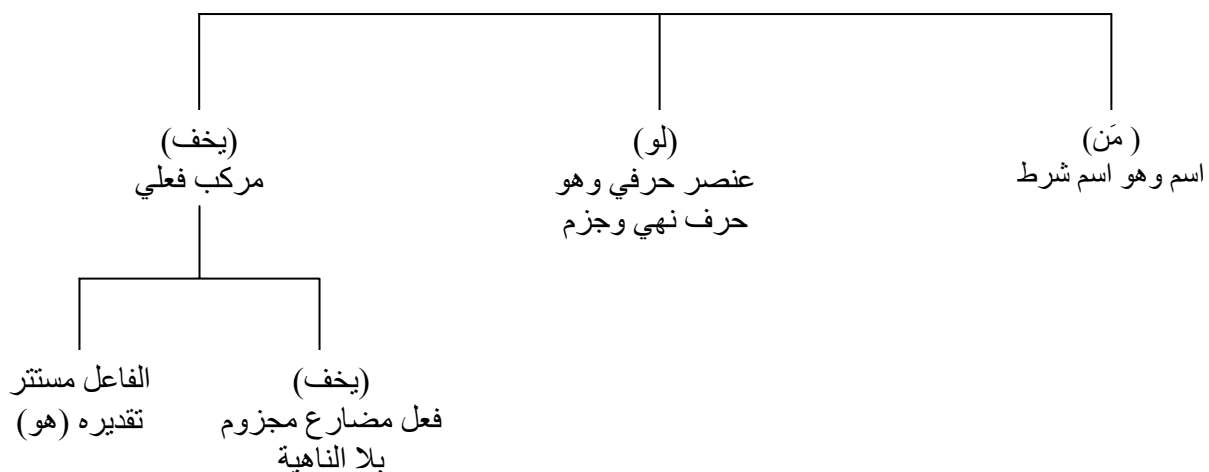 ( مَن)
اسم وهو اسم شرط
(لو)
عنصر حرفي وهو
حرف نهي وجزم
(يخف)
مركب فعلي
(يخف)
فعل مضارع مجزوم
بلا الناهية
الفاعل مستتر
تقديره (هو)